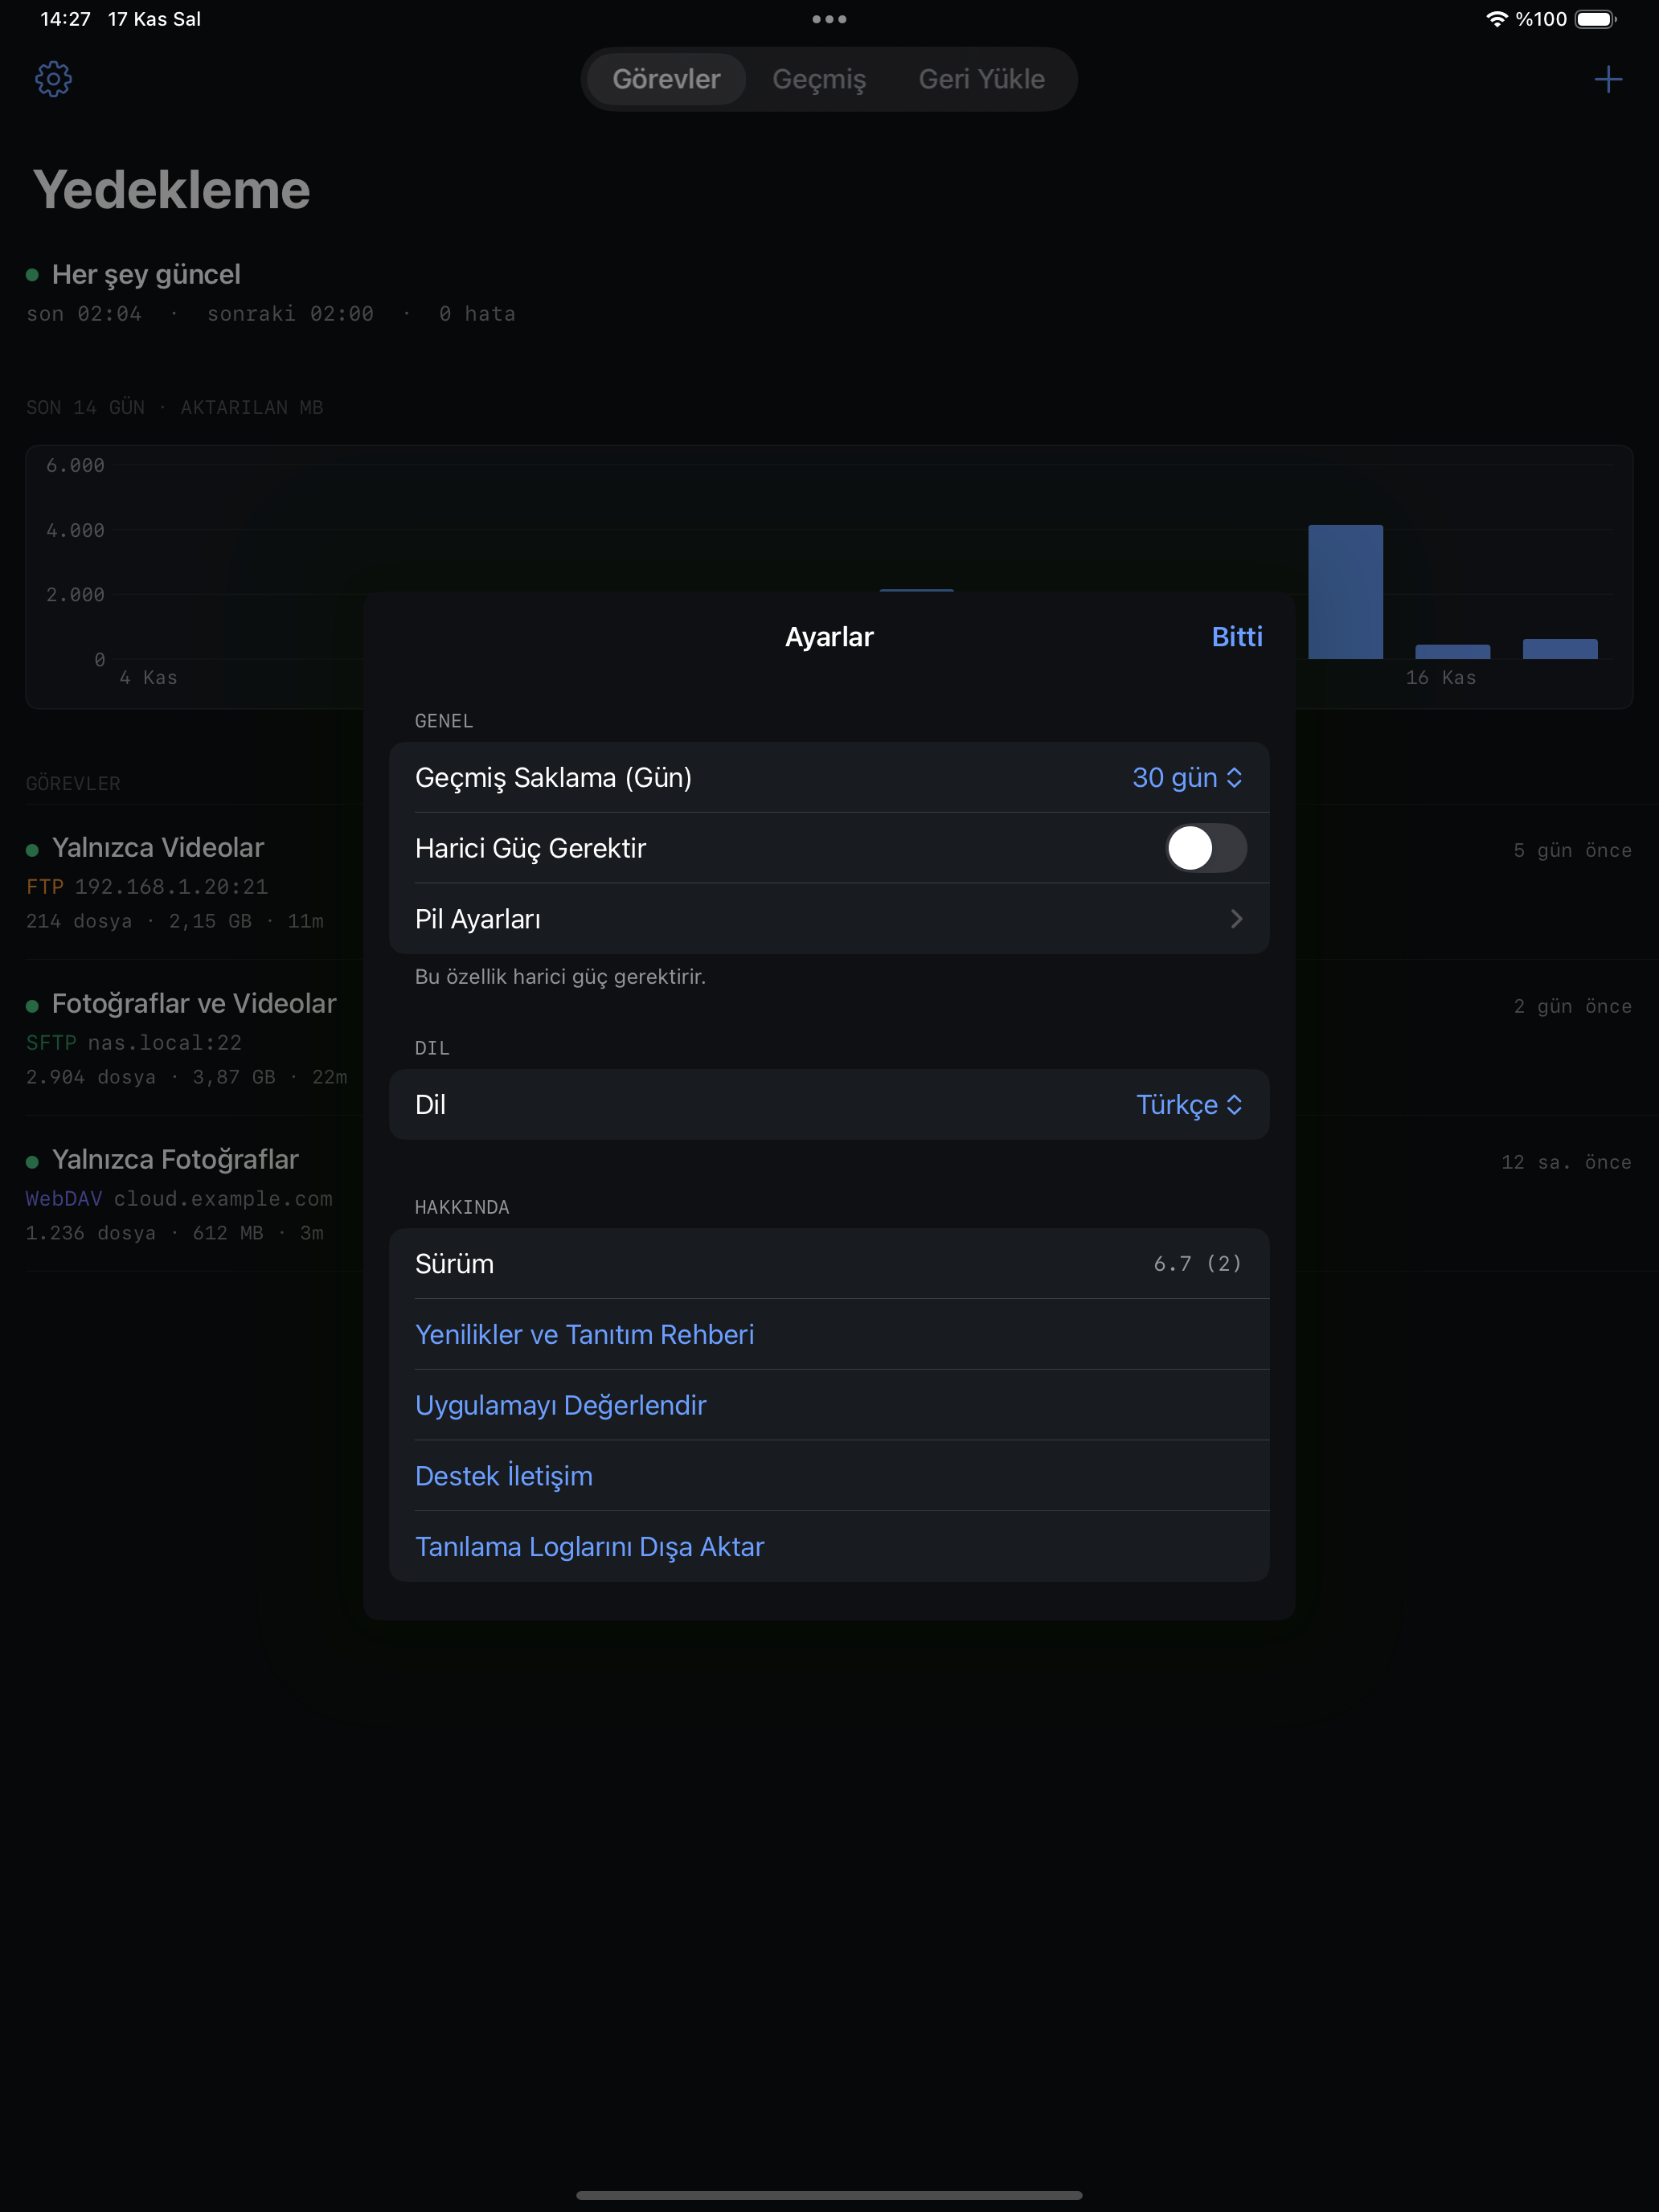 14:27 17 Kas Sal
%100
Görevler Geçmiş Geri Yükle
Yedekleme
Her şey güncel
son 02:04 · sonraki 02:00 · 0 hata
SON 14 GÜN · AKTARILAN MB
6.000
4.000
2.000
0
4 Kas
16 Kas
GÖREVLER
Yalnızca Videolar
5 gün önce
FTP 192.168.1.20:21
214 dosya · 2,15 GB · 11m
Fotoğraflar ve Videolar
2 gün önce
SFTP nas.local:22
2.904 dosya · 3,87 GB · 22m
Yalnızca Fotoğraflar
12 sa. önce
WebDAV cloud.example.com
1.236 dosya · 612 MB · 3m
Ayarlar
Bitti
GENEL
Geçmiş Saklama (Gün) 30 gün
Harici Güç Gerektir
Pil Ayarları
Bu özellik harici güç gerektirir.
DIL
Dil Türkçe
HAKKINDA
Sürüm 6.7 (2)
Yenilikler ve Tanıtım Rehberi
Uygulamayı Değerlendir
Destek İletişim
Tanılama Loglarını Dışa Aktar